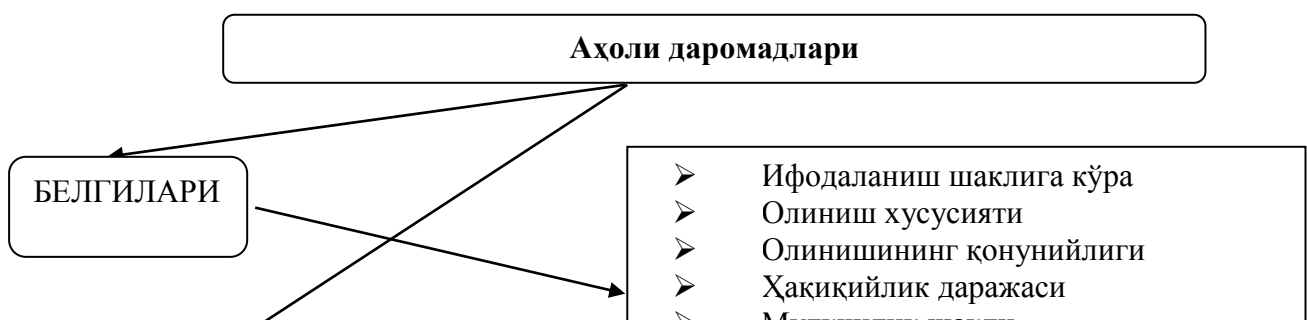 Аҳоли даромадлари
БЕЛГИЛАРИ
➢ Ифодаланиш шаклига кўра
➢ Олиниш хусусияти
➢ Олинишининг қонунийлиги
➢ Ҳақиқийлик даражаси